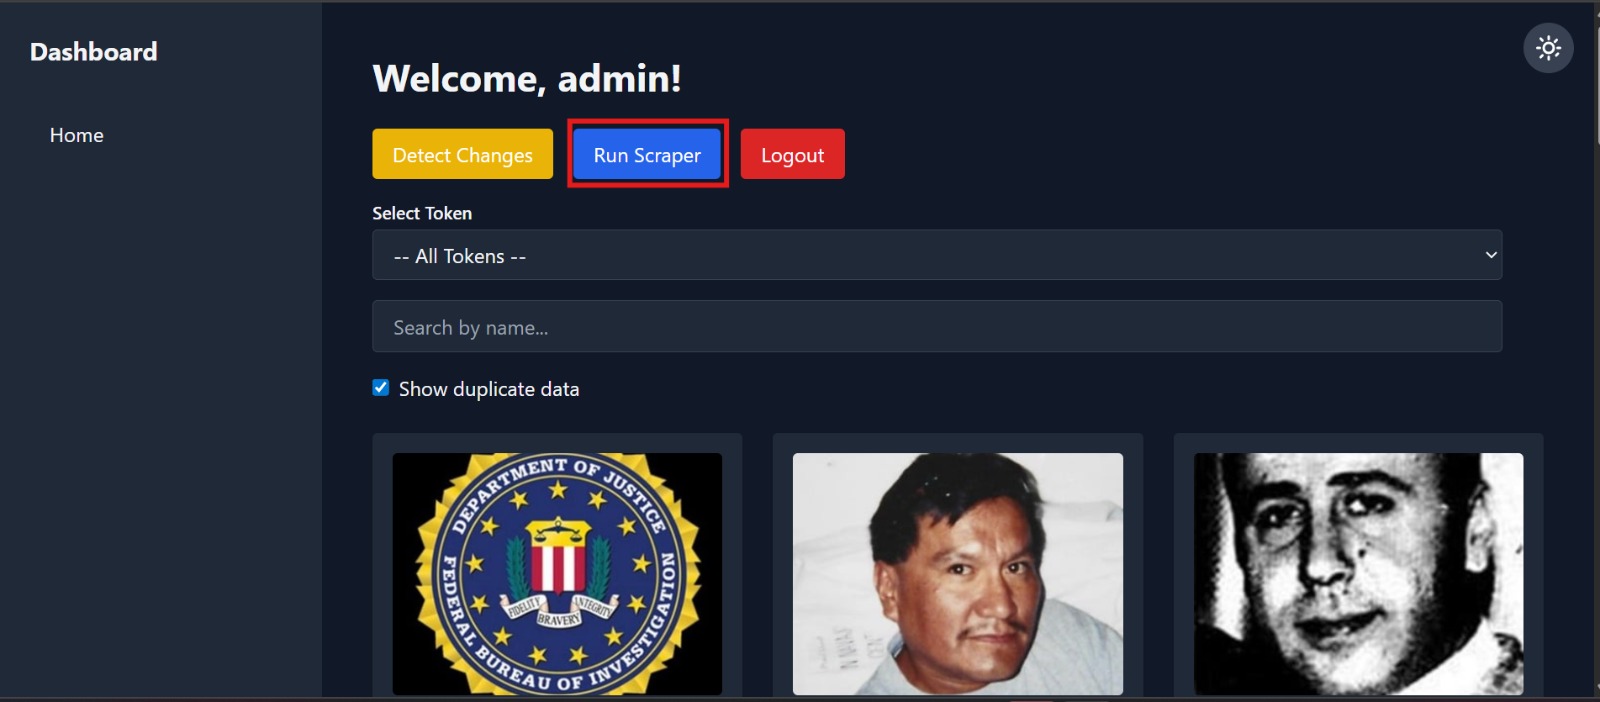 Dashboard
Home
Welcome, admin!
Detect Changes
Run Scraper
Logout
Select Token
-- All Tokens --
Search by name...
Show duplicate data
DEPARTMENT OF JUSTICE
FEDERAL BUREAU OF INVESTIGATION
FIDELITY
BRAVERY
INTEGRITY